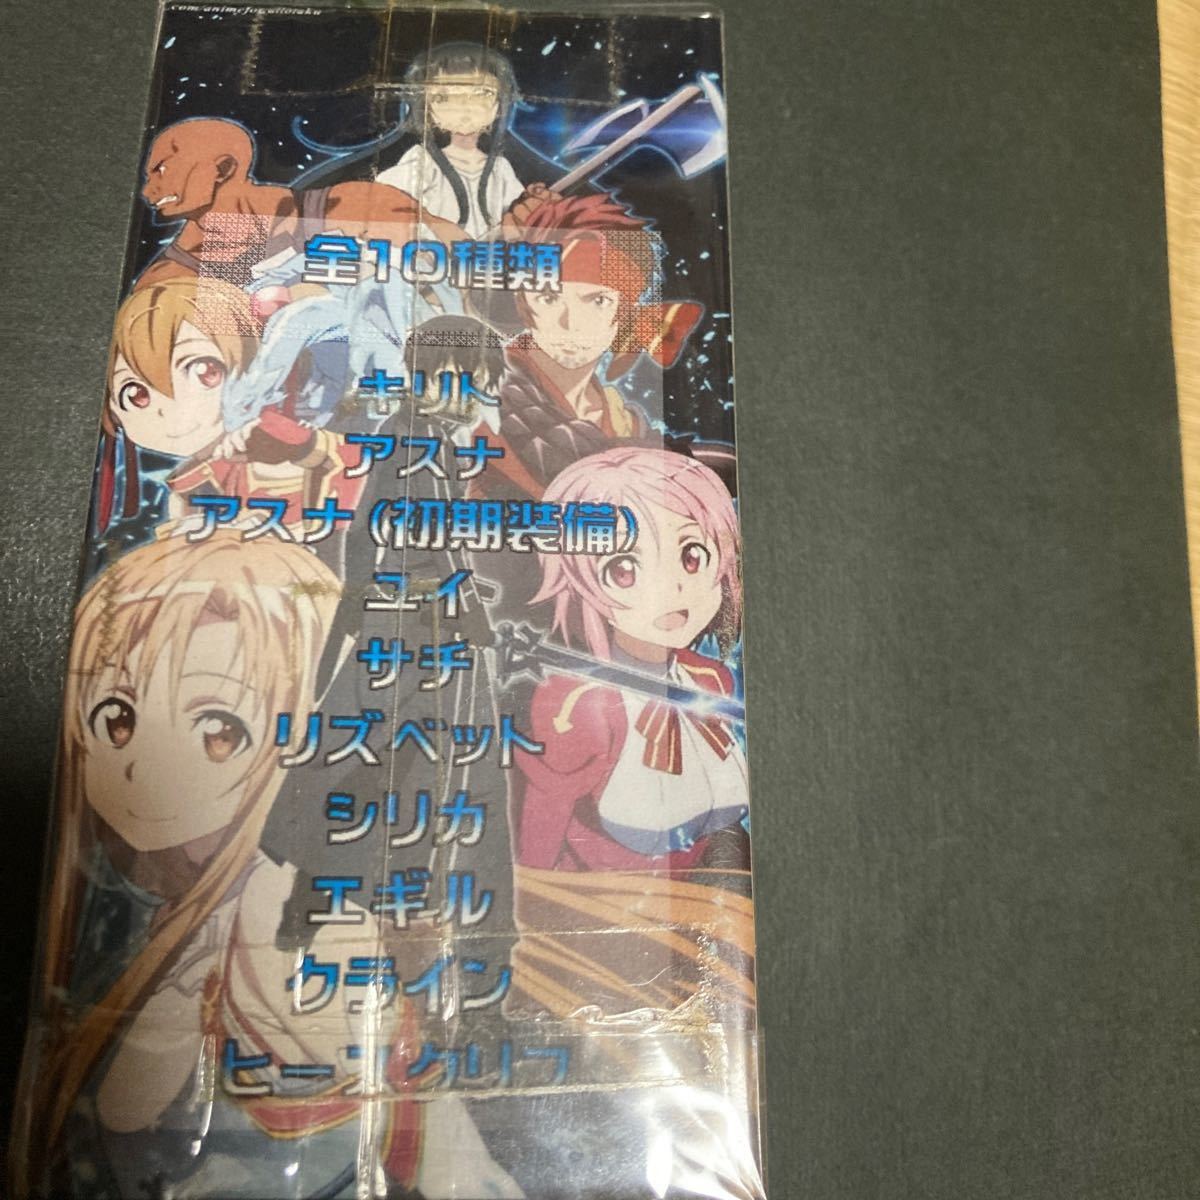 com/animejougaiotaku
全10種類
キリト
アスナ
アスナ(初期装備)
ユイ
サチ
リズベット
シリカ
エギル
クライン
ヒースクリフ